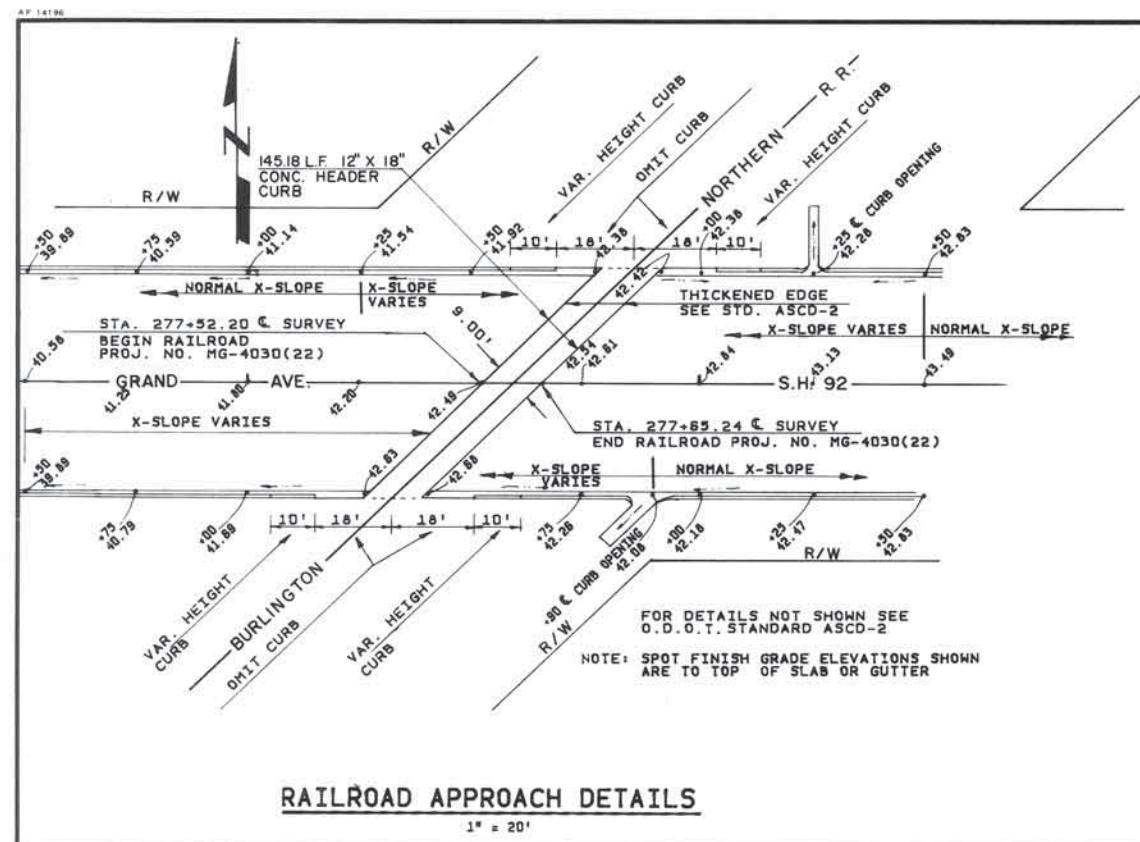 AP 14196
VAR. HEIGHT CURB
OMIT CURB
NORTHERN R.R.
VAR. HEIGHT CURB
R/W
R/W
N
145.18 L.F. 12" X 18"
CONC. HEADER
CURB
+50
39.89
+75
40.59
+00
41.14
+25
41.54
+50
41.92
10'
18'
42.38
18'
10'
+00
42.38
+25 ℄ CURB OPENING
42.28
+50
42.83
42.42
NORMAL X-SLOPE
X-SLOPE
VARIES
9.00'
THICKENED EDGE
SEE STD. ASCD-2
STA. 277+52.20 ℄ SURVEY
BEGIN RAILROAD
PROJ. NO. MG-4030(22)
X-SLOPE VARIES
NORMAL X-SLOPE
40.58
GRAND AVE.
41.25
41.80
42.20
42.49
42.54
42.81
42.84
S.H. 92
43.13
43.49
X-SLOPE VARIES
STA. 277+65.24 ℄ SURVEY
END RAILROAD PROJ. NO. MG-4030(22)
+50
39.89
42.83
42.88
X-SLOPE
VARIES
NORMAL X-SLOPE
+75
40.79
+00
41.69
10'
18'
18'
10'
+75
42.26
+90 ℄ CURB OPENING
42.08
+00
42.18
+25
42.47
+50
42.83
R/W
R/W
VAR. HEIGHT
CURB
BURLINGTON
OMIT CURB
VAR. HEIGHT
CURB
FOR DETAILS NOT SHOWN SEE
O.D.O.T. STANDARD ASCD-2
NOTE: SPOT FINISH GRADE ELEVATIONS SHOWN
ARE TO TOP OF SLAB OR GUTTER
RAILROAD APPROACH DETAILS
1" = 20'